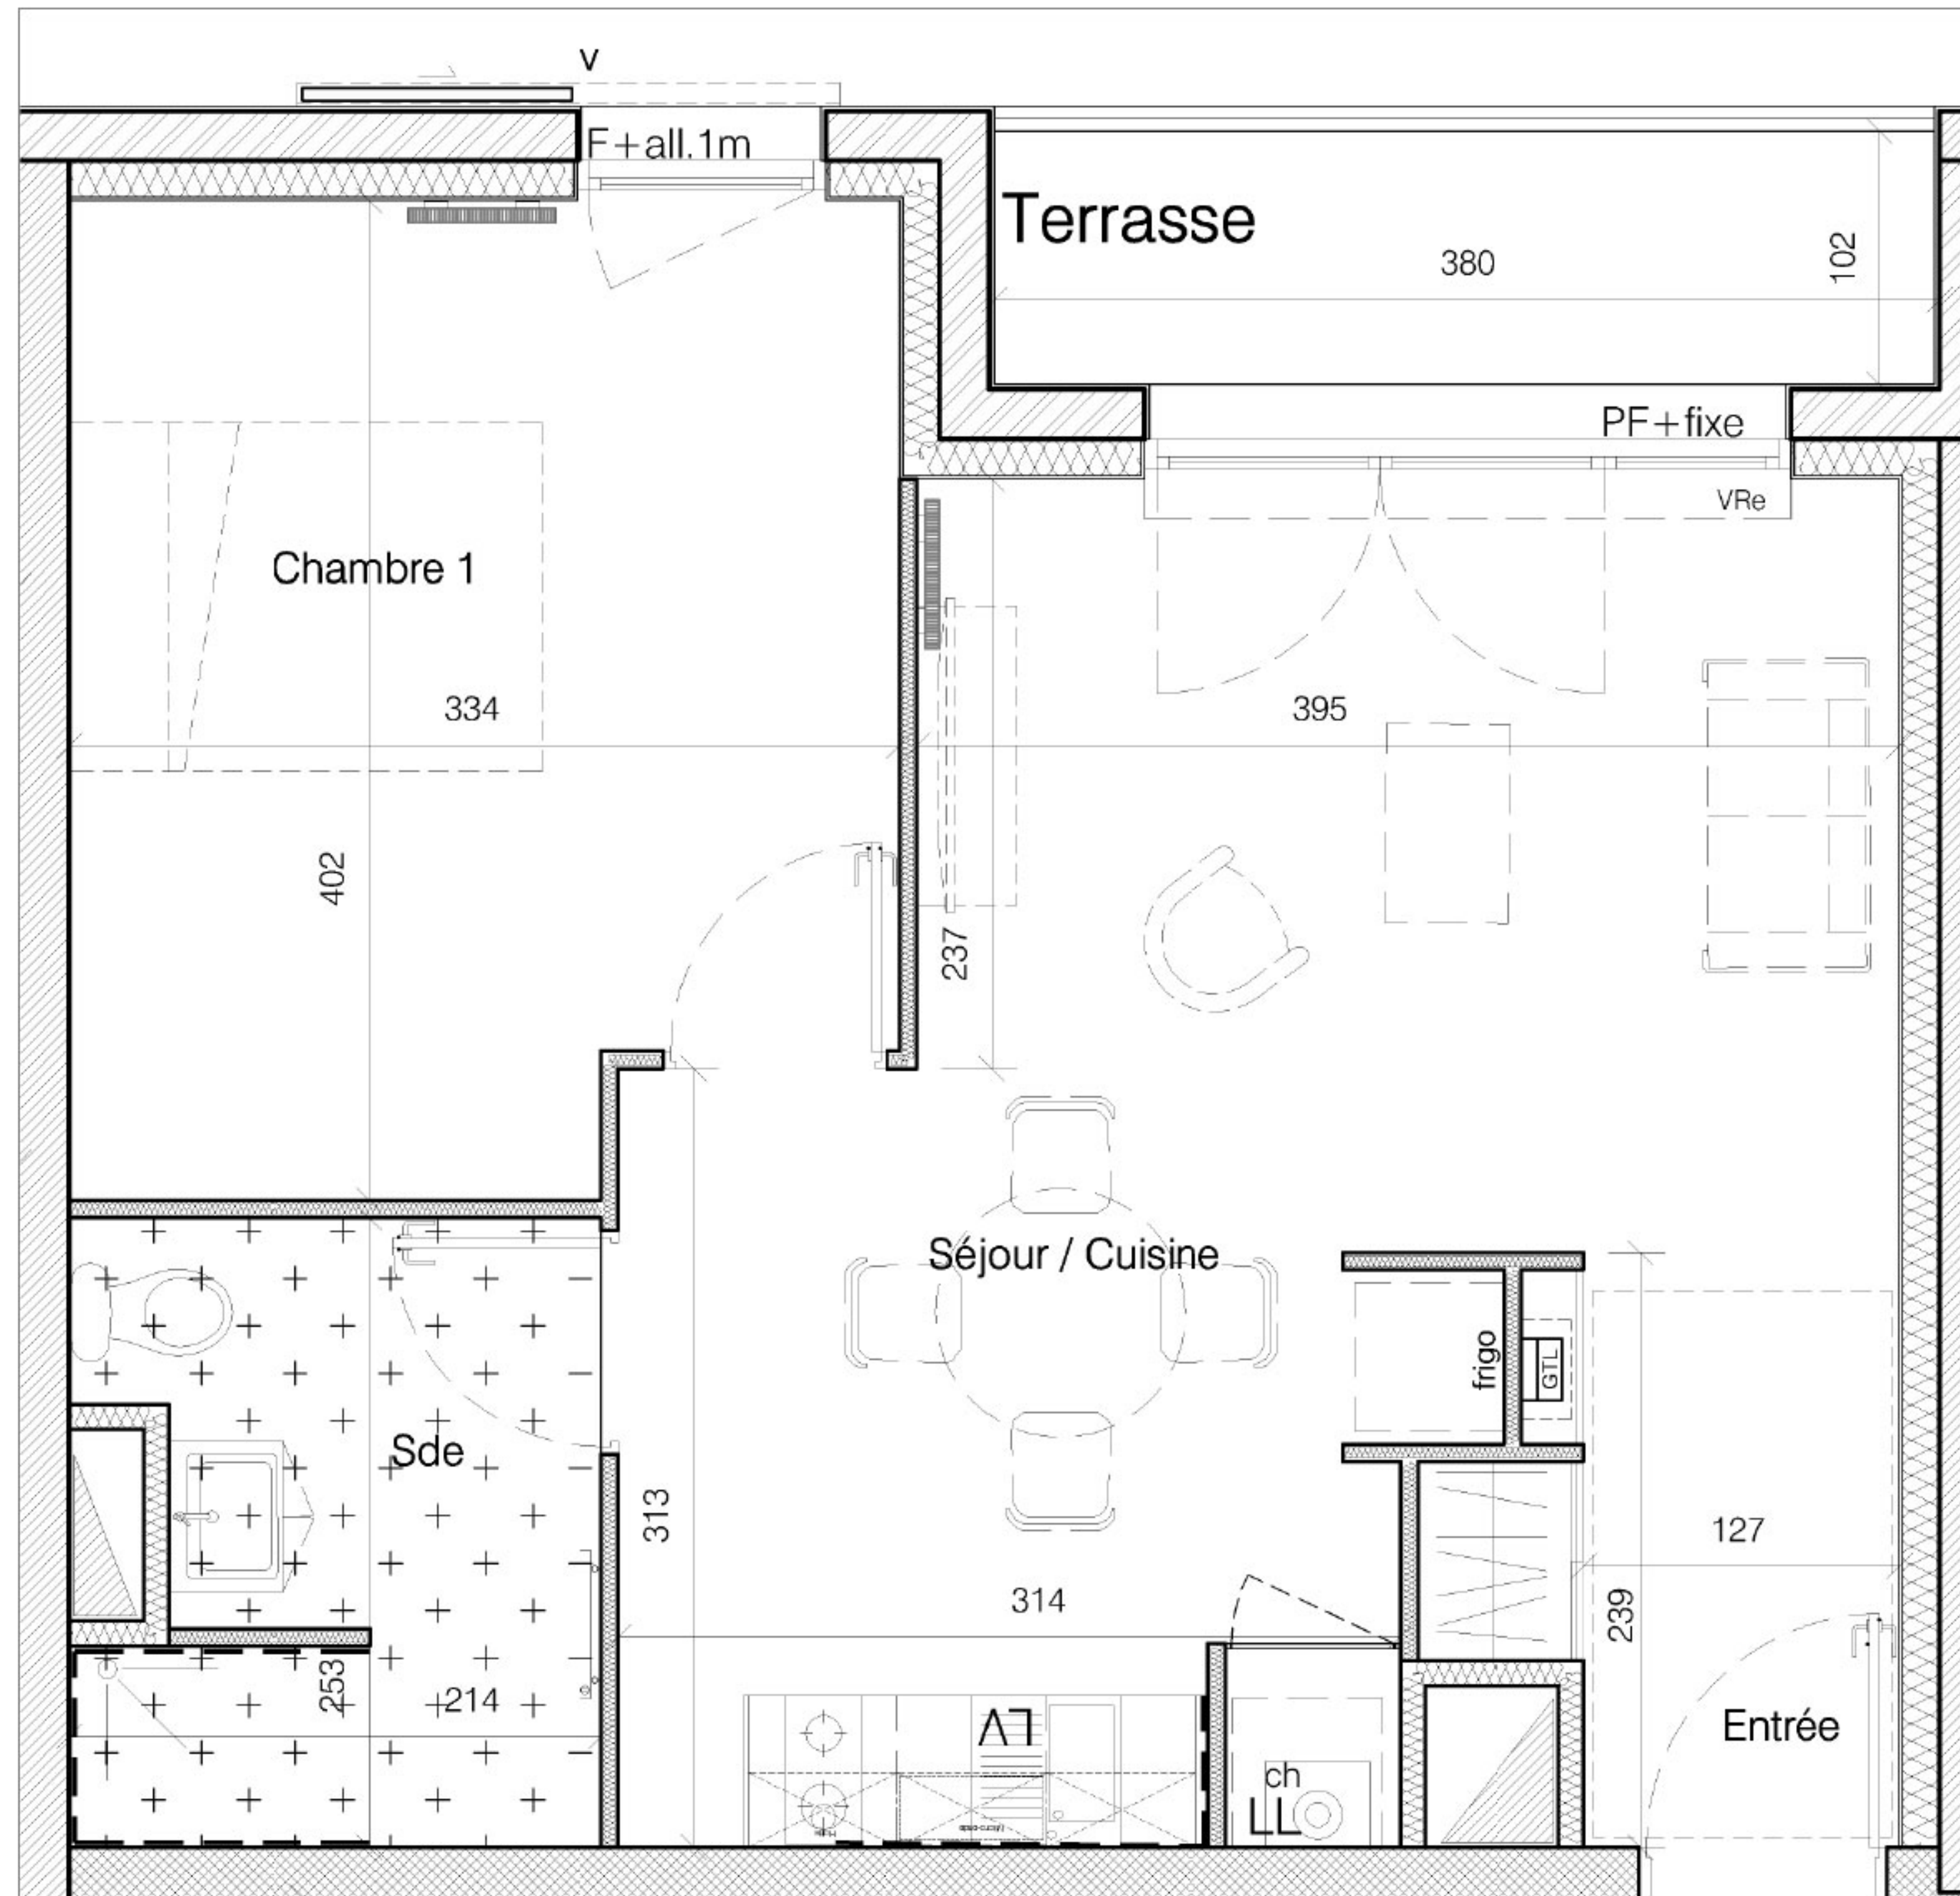 v
F+all.1m
Terrasse
380
102
PF+fixe
VRe
Chambre 1
334
395
402
237
Séjour / Cuisine
frigo
GTL
Sde
313
127
314
239
253
214
LV
Entrée
ch
LL